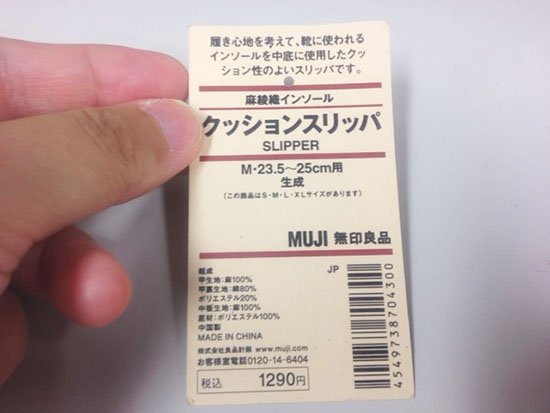 履き心地を考えて、靴に使われる
インソールを中底に使用したクッ
ション性のよいスリッパです。
麻綾織インソール
クッションスリッパ
SLIPPER
M・23.5～25cm用
生成
(この商品はS・M・L・XLサイズがあります)
MUJI 無印良品
JP
組成
甲生地:麻100%
甲裏生地:綿80%
ポリエステル20%
中板生地:麻100%
底材:ポリエステル100%
中国製
MADE IN CHINA
株式会社良品計画 www.muji.com
お客様室電話0120-14-6404
税込 1290円
4549738704300